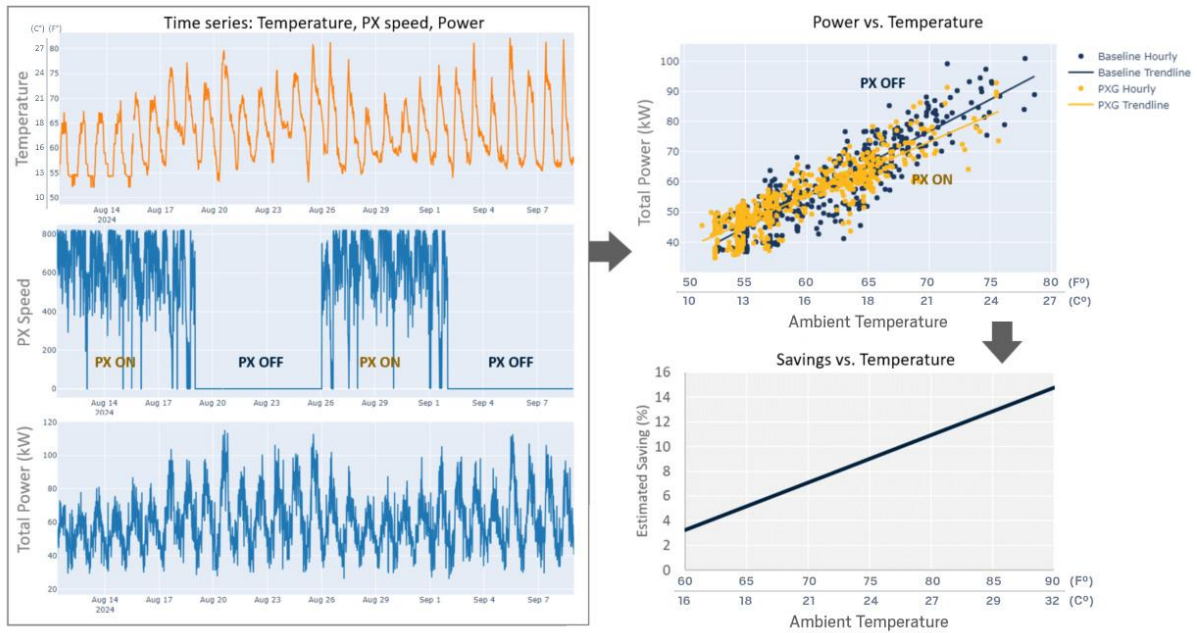 Time series: Temperature, PX speed, Power
(C°) (F°)
Temperature
27 80
24 75
21 70
18 65
16 60
13 55
10 50
Aug 14 Aug 17 Aug 20 Aug 23 Aug 26 Aug 29 Sep 1 Sep 4 Sep 7
2024
PX Speed
800
600
400
200
0
PX ON PX OFF PX ON PX OFF
Aug 14 Aug 17 Aug 20 Aug 23 Aug 26 Aug 29 Sep 1 Sep 4 Sep 7
2024
Total Power (kW)
120
100
80
60
40
20
Aug 14 Aug 17 Aug 20 Aug 23 Aug 26 Aug 29 Sep 1 Sep 4 Sep 7
2024
Power vs. Temperature
Total Power (kW)
100
90
80
70
60
50
40
PX OFF
PX ON
Baseline Hourly
Baseline Trendline
PXG Hourly
PXG Trendline
50 55 60 65 70 75 80 (Fº)
10 13 16 18 21 24 27 (Cº)
Ambient Temperature
Savings vs. Temperature
Estimated Saving (%)
16
14
12
10
8
6
4
2
0
60 65 70 75 80 85 90 (Fº)
16 18 21 24 27 29 32 (Cº)
Ambient Temperature